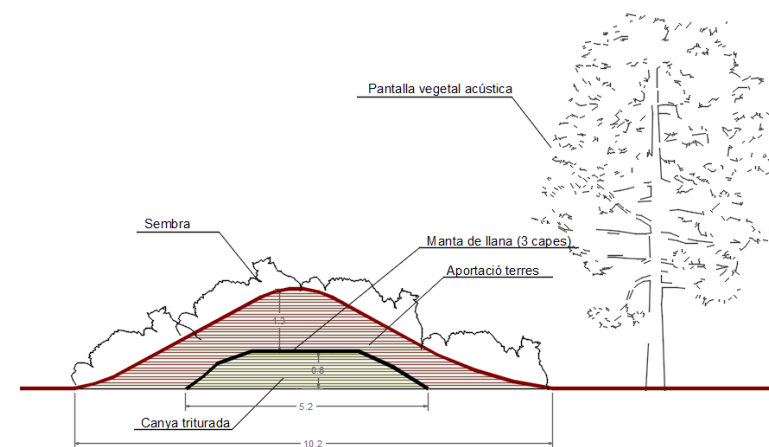 Pantalla vegetal acústica
Sembra
Manta de llana (3 capes)
Aportació terres
1.3
0.8
5.2
Canya triturada
10.2